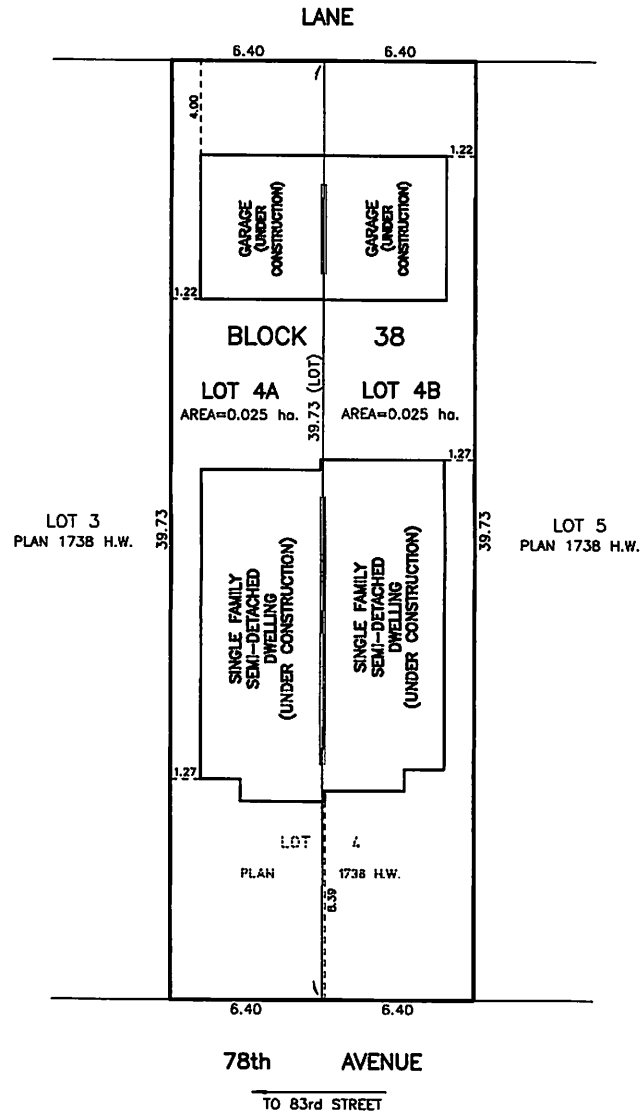 LANE
6.40 6.40
4.00
1.22
GARAGE
(UNDER
CONSTRUCTION)
GARAGE
(UNDER
CONSTRUCTION)
1.22
BLOCK 38
39.73 (LOT)
LOT 4A
AREA=0.025 ha.
LOT 4B
AREA=0.025 ha.
1.27
LOT 3
PLAN 1738 H.W.
39.73
39.73
LOT 5
PLAN 1738 H.W.
SINGLE FAMILY
SEMI-DETACHED
DWELLING
(UNDER CONSTRUCTION)
SINGLE FAMILY
SEMI-DETACHED
DWELLING
(UNDER CONSTRUCTION)
1.27
LOT 4
PLAN 1738 H.W.
8.39
6.40 6.40
78th AVENUE
TO 83rd STREET